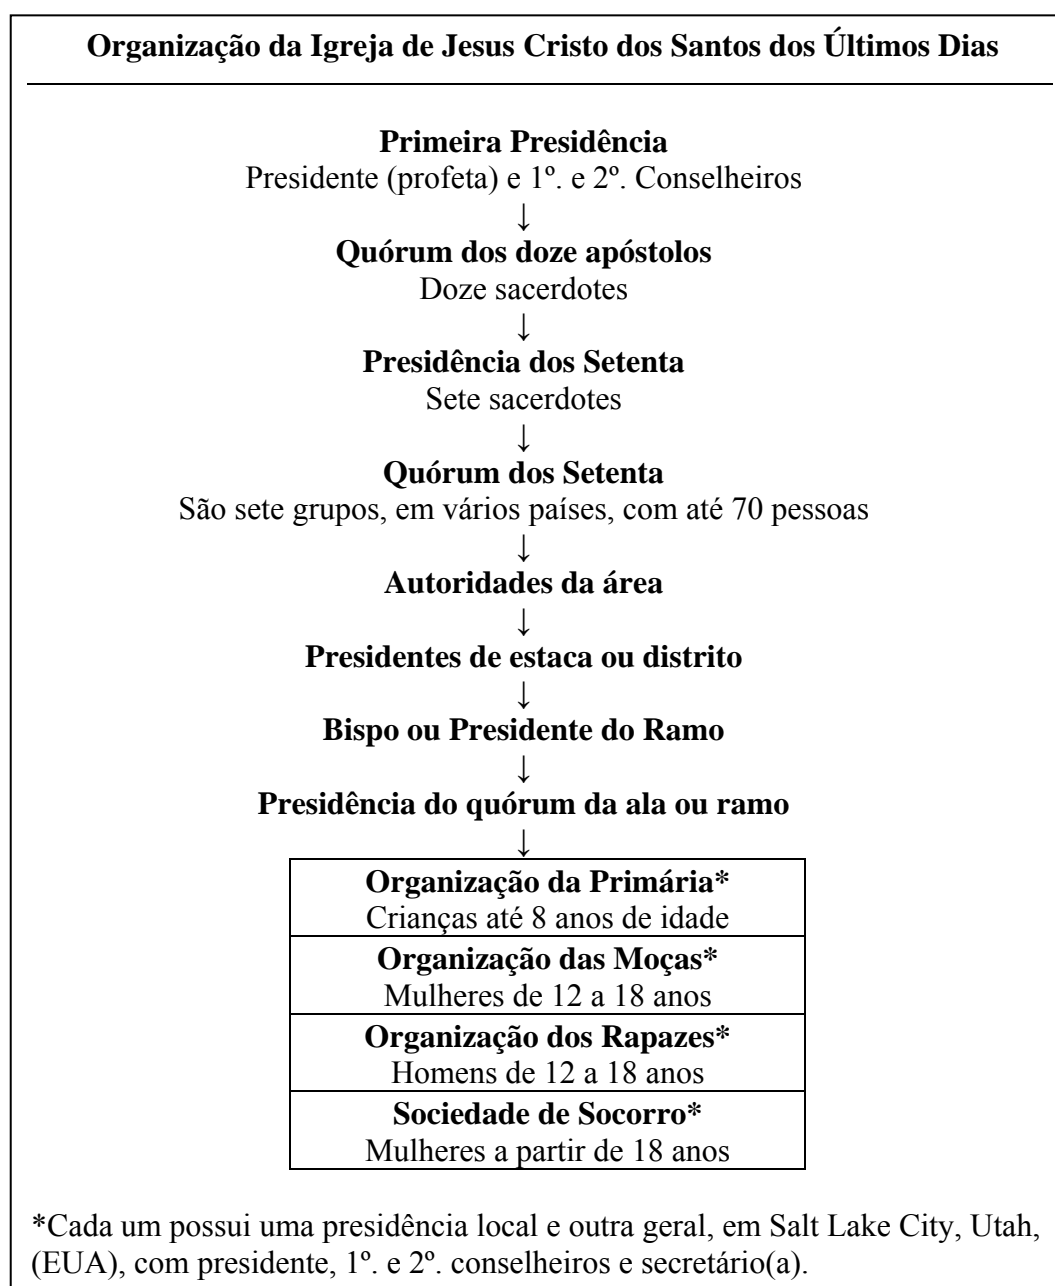 Organização da Igreja de Jesus Cristo dos Santos dos Últimos Dias
Primeira Presidência
Presidente (profeta) e 1º. e 2º. Conselheiros
↓
Quórum dos doze apóstolos
Doze sacerdotes
↓
Presidência dos Setenta
Sete sacerdotes
↓
Quórum dos Setenta
São sete grupos, em vários países, com até 70 pessoas
↓
Autoridades da área
↓
Presidentes de estaca ou distrito
↓
Bispo ou Presidente do Ramo
↓
Presidência do quórum da ala ou ramo
↓
Organização da Primária*
Crianças até 8 anos de idade
Organização das Moças*
Mulheres de 12 a 18 anos
Organização dos Rapazes*
Homens de 12 a 18 anos
Sociedade de Socorro*
Mulheres a partir de 18 anos
*Cada um possui uma presidência local e outra geral, em Salt Lake City, Utah,
(EUA), com presidente, 1º. e 2º. conselheiros e secretário(a).